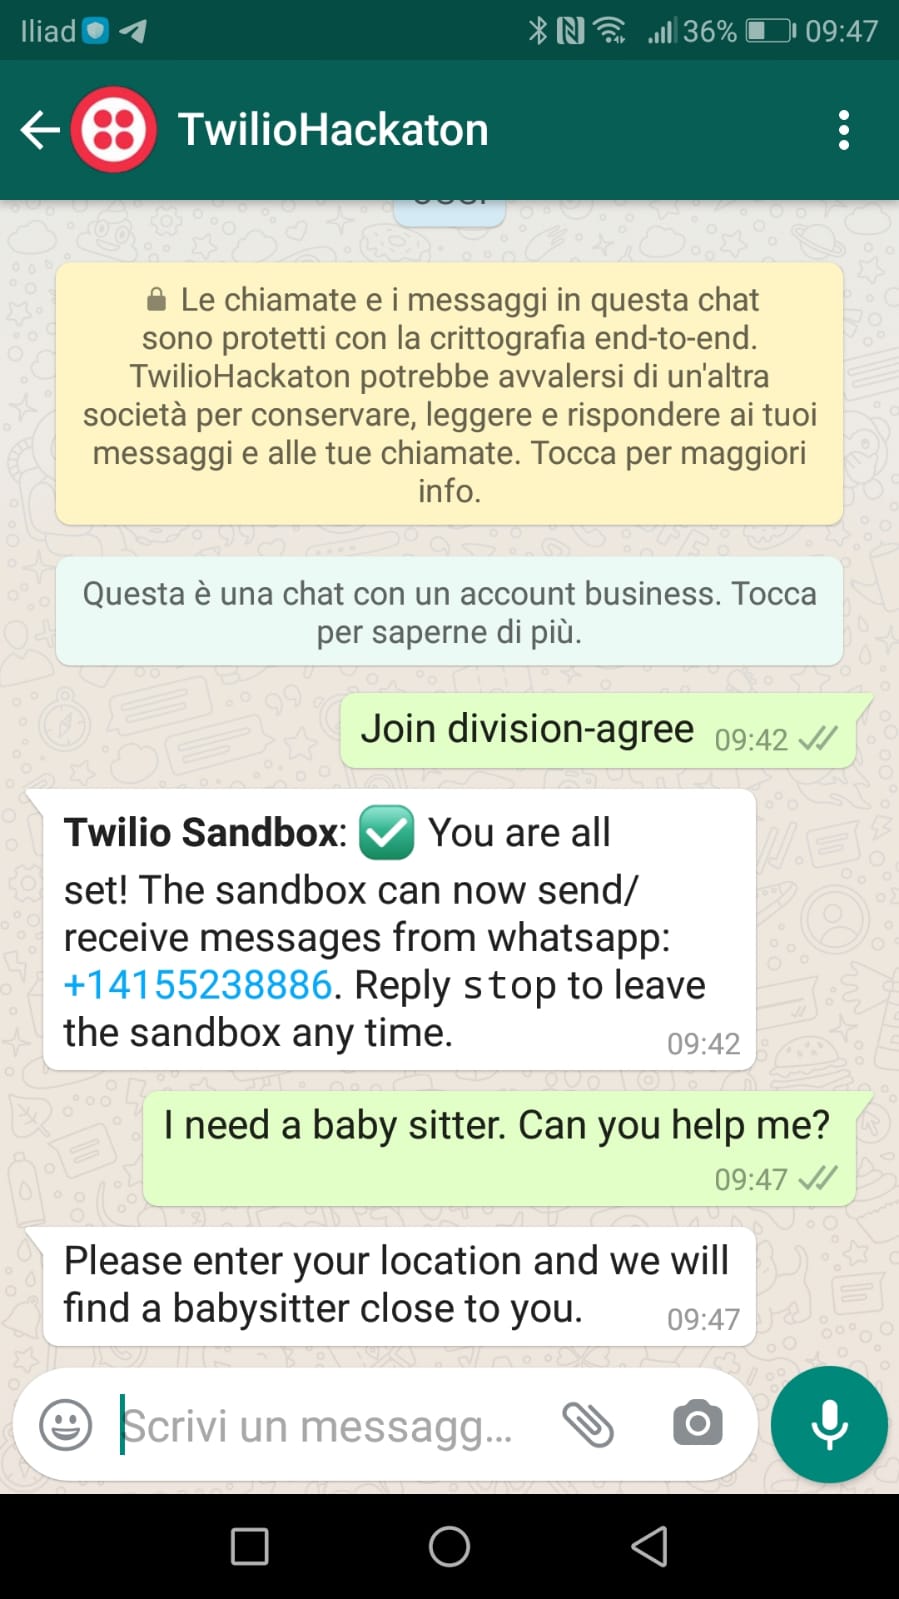 Iliad 36% 09:47
TwilioHackaton
Le chiamate e i messaggi in questa chat
sono protetti con la crittografia end-to-end.
TwilioHackaton potrebbe avvalersi di un'altra
società per conservare, leggere e rispondere ai tuoi
messaggi e alle tue chiamate. Tocca per maggiori
info.
Questa è una chat con un account business. Tocca
per saperne di più.
Join division-agree 09:42
Twilio Sandbox: ✅ You are all
set! The sandbox can now send/
receive messages from whatsapp:
+14155238886. Reply stop to leave
the sandbox any time. 09:42
I need a baby sitter. Can you help me?
09:47
Please enter your location and we will
find a babysitter close to you. 09:47
Scrivi un messagg...